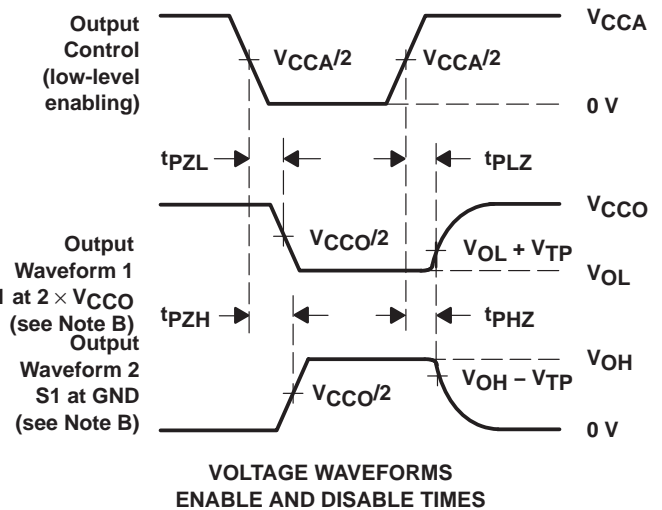 Output
Control
(low-level
enabling)
VCCA/2
VCCA/2
VCCA
0 V
tPZL
tPLZ
Output
Waveform 1
1 at 2 × VCCO
(see Note B)
VCCO/2
VCCO
VOL + VTP
VOL
tPZH
tPHZ
Output
Waveform 2
S1 at GND
(see Note B)
VCCO/2
VOH
VOH − VTP
0 V
VOLTAGE WAVEFORMS
ENABLE AND DISABLE TIMES